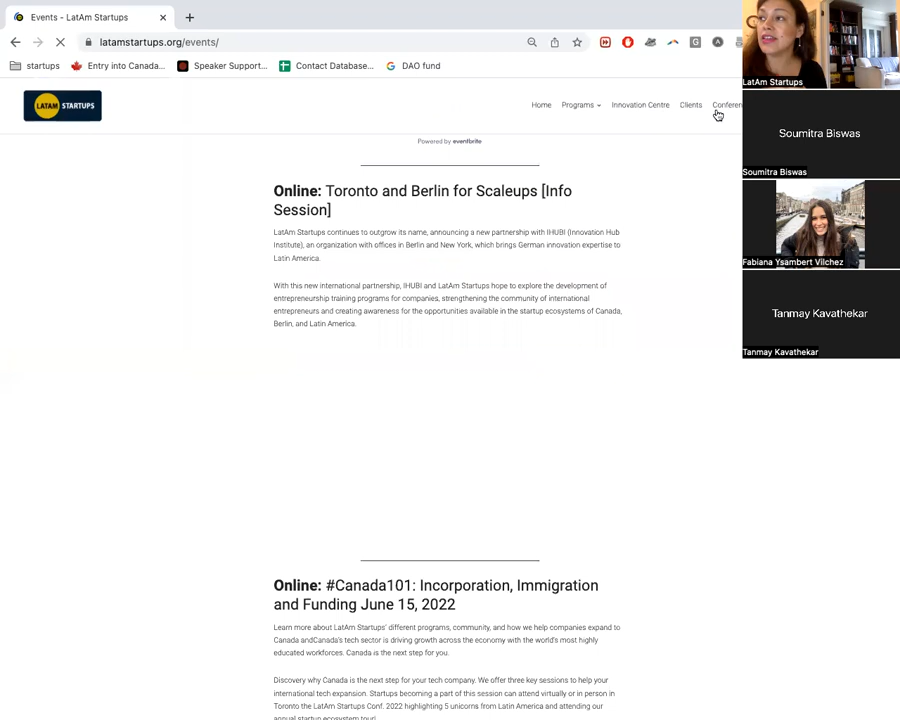 Events - LatAm Startups
latamstartups.org/events/
startups Entry into Canada... Speaker Support... Contact Database... DAO fund
LATAM STARTUPS
Home Programs Innovation Centre Clients Conferen
Powered by eventbrite
Online: Toronto and Berlin for Scaleups [Info
Session]
LatAm Startups continues to outgrow its name, announcing a new partnership with IHUBI (Innovation Hub
Institute), an organization with offices in Berlin and New York, which brings German innovation expertise to
Latin America.
With this new international partnership, IHUBI and LatAm Startups hope to explore the development of
entrepreneurship training programs for companies, strengthening the community of international
entrepreneurs and creating awareness for the opportunities available in the startup ecosystems of Canada,
Berlin, and Latin America.
Online: #Canada101: Incorporation, Immigration
and Funding June 15, 2022
Learn more about LatAm Startups' different programs, community, and how we help companies expand to
Canada andCanada's tech sector is driving growth across the economy with the world's most highly
educated workforces. Canada is the next step for you.
Discovery why Canada is the next step for your tech company. We offer three key sessions to help your
international tech expansion. Startups becoming a part of this session can attend virtually or in person in
Toronto the LatAm Startups Conf. 2022 highlighting 5 unicorns from Latin America and attending our
annual startup ecosystem tour!
LatAm Startups
Soumitra Biswas
Soumitra Biswas
Fabiana Ysambert Vilchez
Tanmay Kavathekar
Tanmay Kavathekar